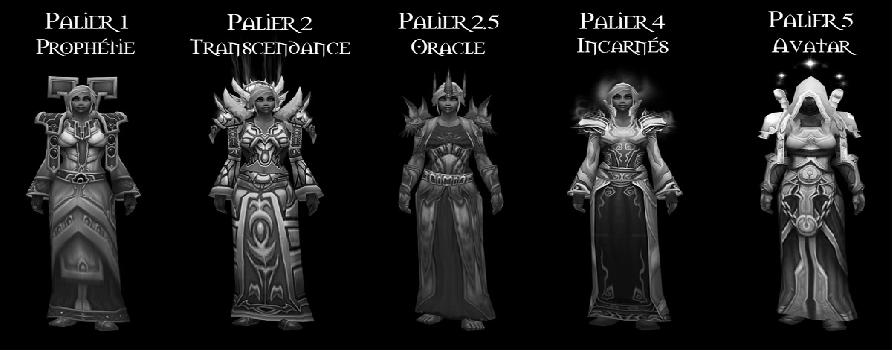 Palier 1
Prophétie
Palier 2
Transcendance
Palier 2.5
Oracle
Palier 4
Incarnés
Palier 5
Avatar